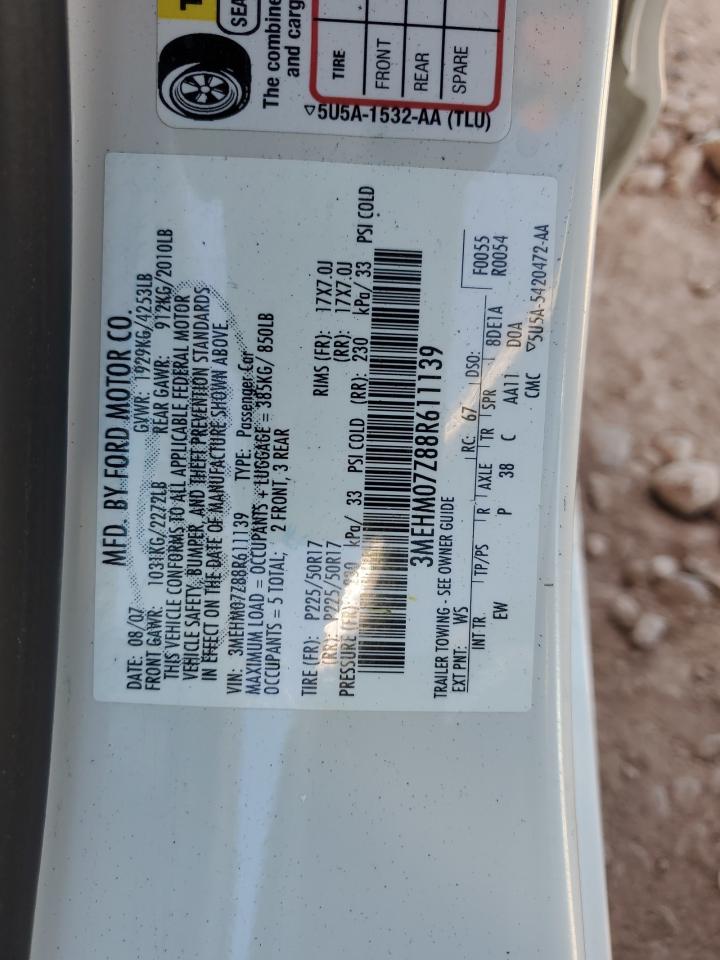 SEA
The combine
and carg
TIRE
FRONT
REAR
SPARE
▽5U5A-1532-AA (TLU)
MFD. BY FORD MOTOR CO.
DATE: 08/07 GVWR: 1929KG/4253LB
FRONT GAWR: 1031KG/2272LB REAR GAWR: 912KG/2010LB
THIS VEHICLE CONFORMS TO ALL APPLICABLE FEDERAL MOTOR
VEHICLE SAFETY, BUMPER, AND THEFT PREVENTION STANDARDS
IN EFFECT ON THE DATE OF MANUFACTURE SHOWN ABOVE.
VIN: 3MEHM07Z88R611139 TYPE: Passenger Car
MAXIMUM LOAD = OCCUPANTS + LUGGAGE = 385KG/ 850LB
OCCUPANTS = 5 TOTAL; 2 FRONT, 3 REAR
TIRE (FR): P225/50R17 RIMS (FR): 17X7.0J
(RR): P225/50R17 (RR): 17X7.0J
PRESSURE (FR): 230 kPa/ 33 PSI COLD (RR): 230 kPa/ 33 PSI COLD
3MEHM07Z88R611139
TRAILER TOWING - SEE OWNER GUIDE F0055
EXT PNT: WS RC: 67 DSO: R0054
INT TR TP/PS R AXLE TR SPR 8DE1A
EW P 38 C AA11 D0A
CMC ▽5U5A-5420472-AA